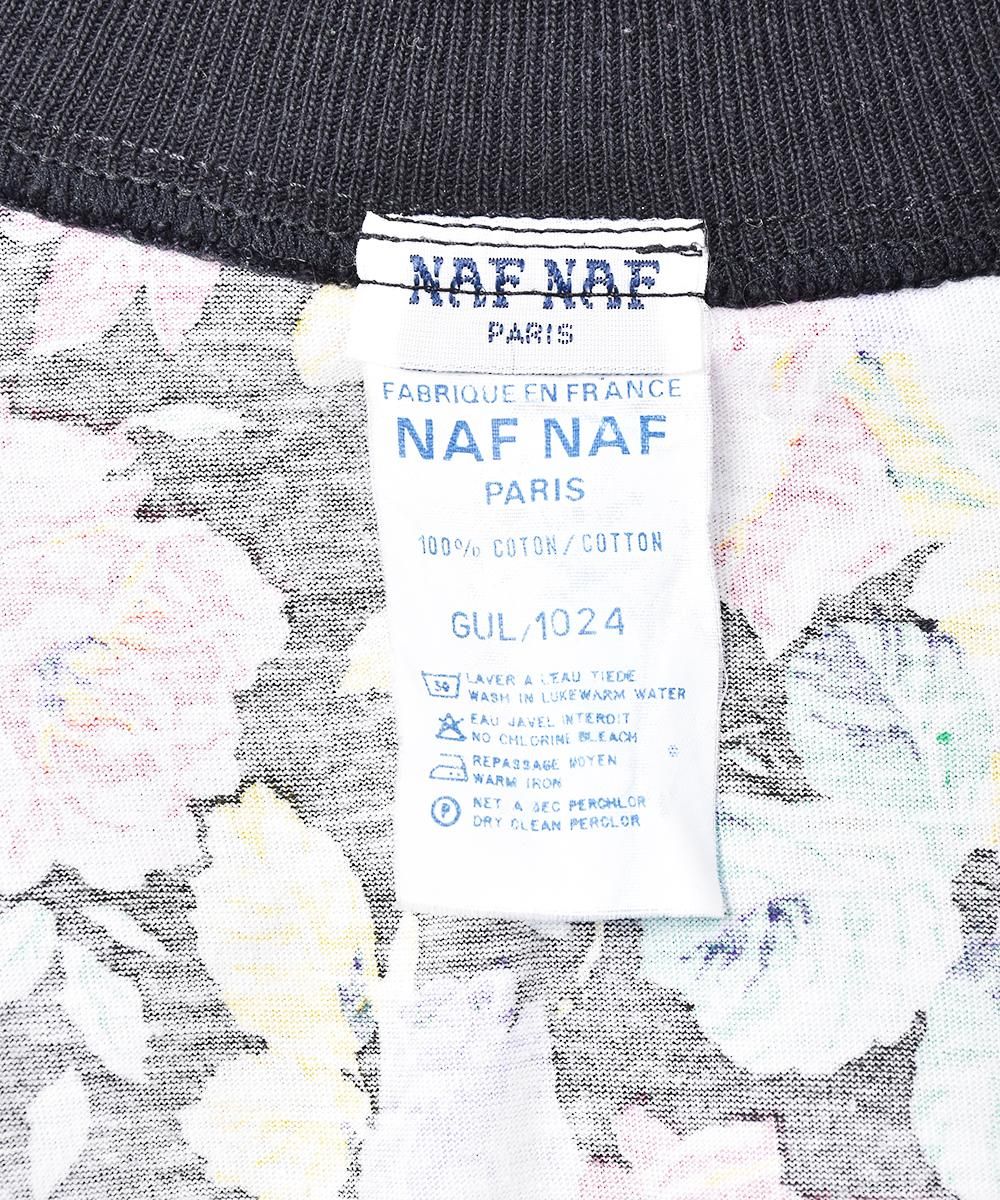 NAF NAF
PARIS
FABRIQUE EN FRANCE
NAF NAF
PARIS
100% COTON/COTTON
GUL/1024
30
LAVER A L'EAU TIEDE
WASH IN LUKEWARM WATER
EAU JAVEL INTERDIT
NO CHLORINE BLEACH
REPASSAGE MOYEN
WARM IRON
P
NET A SEC PERCHLOR
DRY CLEAN PERCLOR